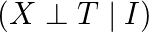 (X ⊥ T | I)